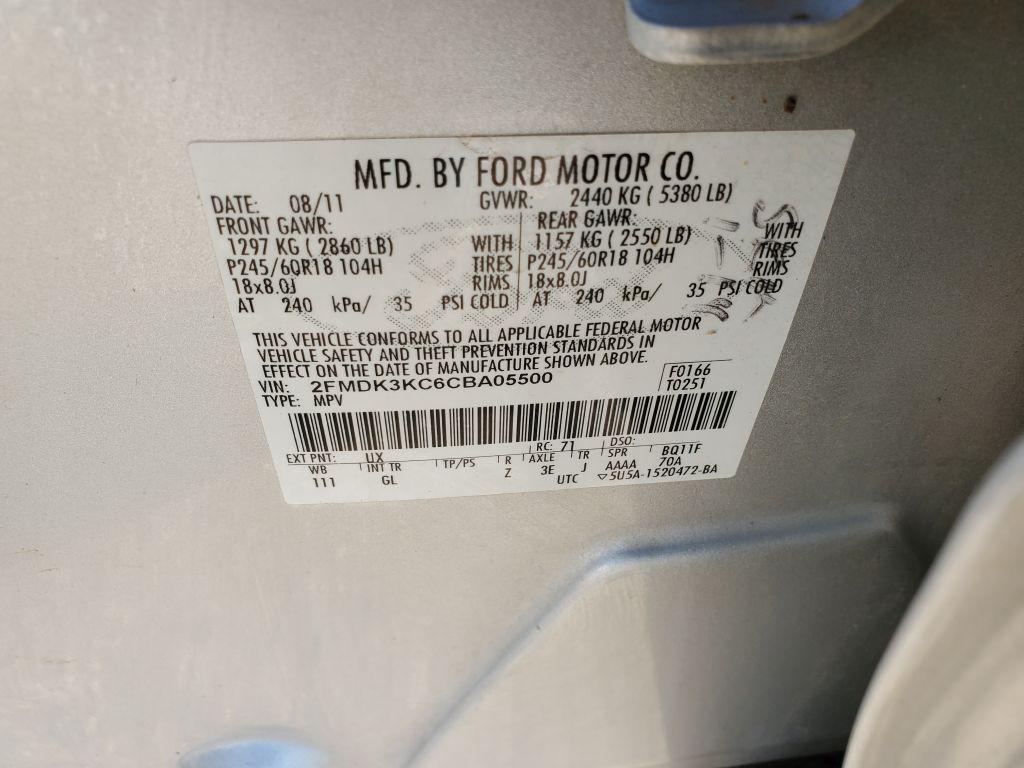 MFD. BY FORD MOTOR CO.
DATE: 08/11 GVWR: 2440 KG ( 5380 LB)
FRONT GAWR: REAR GAWR:
1297 KG ( 2860 LB) WITH 1157 KG ( 2550 LB) WITH
P245/60R18 104H TIRES P245/60R18 104H TIRES
18x8.0J RIMS 18x8.0J RIMS
AT 240 kPa/ 35 PSI COLD AT 240 kPa/ 35 PSI COLD
THIS VEHICLE CONFORMS TO ALL APPLICABLE FEDERAL MOTOR
VEHICLE SAFETY AND THEFT PREVENTION STANDARDS IN
EFFECT ON THE DATE OF MANUFACTURE SHOWN ABOVE.
VIN: 2FMDK3KC6CBA05500 F0166
TYPE: MPV T0251
EXT PNT: UX RC: 71 DSO: BQ11F
WB INT TR TP/PS R AXLE TR SPR
111 GL Z 3E J AAAA 70A
UTC ▽5U5A-1520472-BA